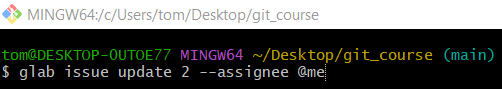 MINGW64:/c/Users/tom/Desktop/git_course
tom@DESKTOP-OUTOE77 MINGW64 ~/Desktop/git_course (main)
$ glab issue update 2 --assignee @me